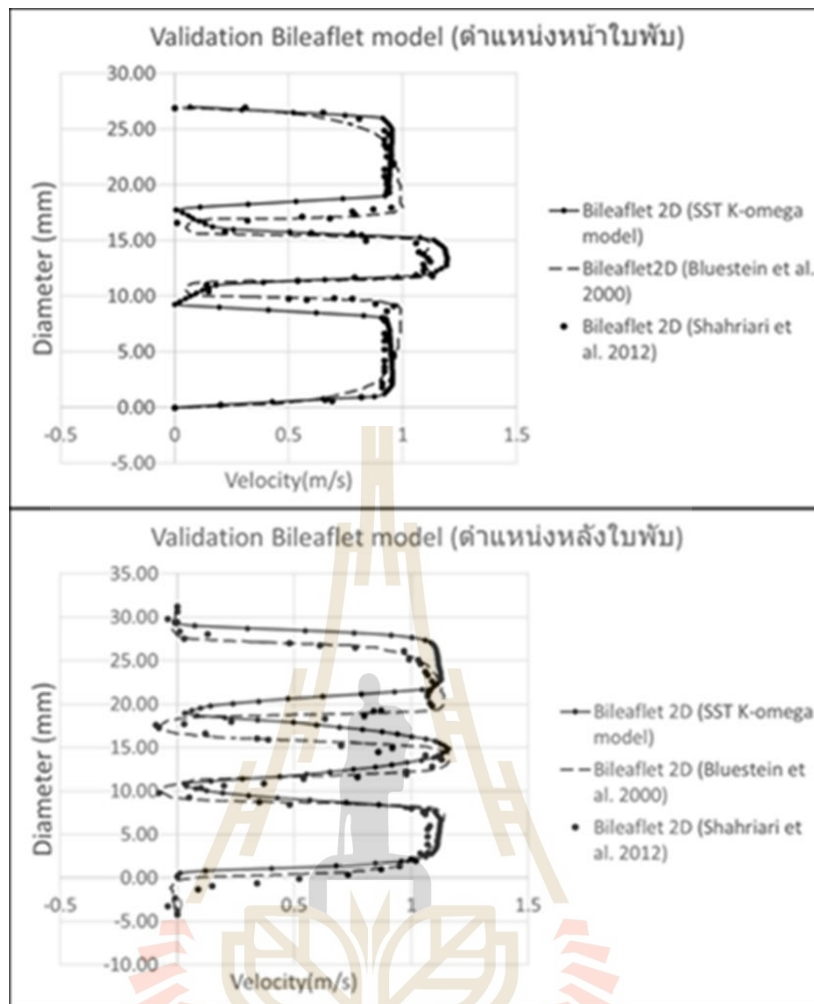 Validation Bileaflet model (ตำแหน่งหน้าใบพับ)
30.00
25.00
20.00
15.00
10.00
5.00
0.00
-5.00
-0.5
0
0.5
1
1.5
Diameter (mm)
Velocity(m/s)
Bileaflet 2D (SST K-omega
model)
Bileaflet2D (Bluestein et al.
2000)
Bileaflet 2D (Shahriari et
al. 2012)
Validation Bileaflet model (ตำแหน่งหลังใบพับ)
35.00
30.00
25.00
20.00
15.00
10.00
5.00
0.00
-5.00
-10.00
-0.5
0
0.5
1
1.5
Diameter (mm)
Velocity(m/s)
Bileaflet 2D (SST K-omega
model)
Bileaflet 2D (Bluestein et
al. 2000)
Bileaflet 2D (Shahriari et
al. 2012)